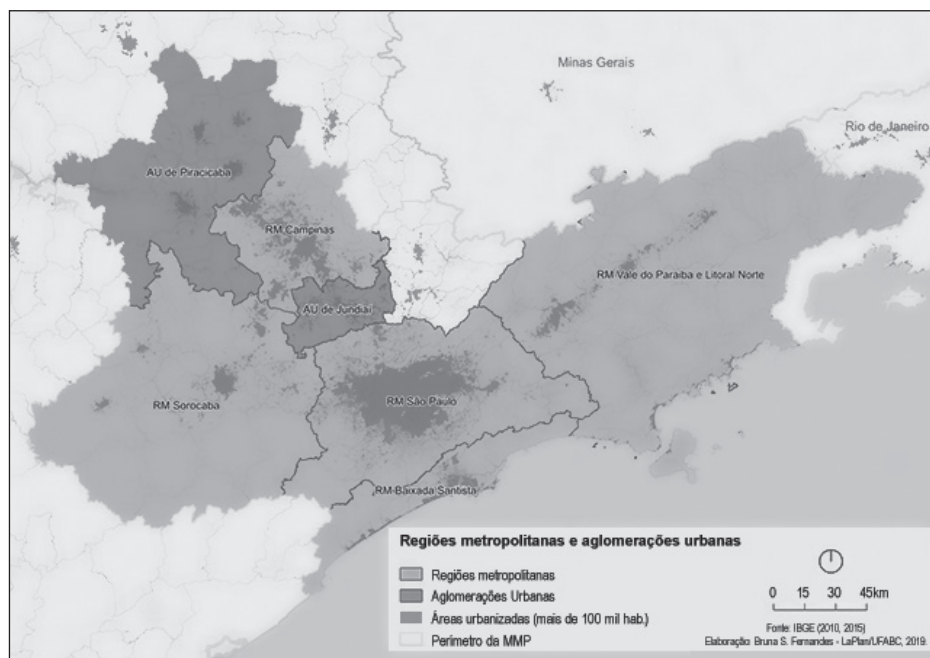 Minas Gerais
Rio de Janeiro
AU de Piracicaba
RM Campinas
RM Vale do Paraiba e Litoral Norte
AU de Jundiaí
RM São Paulo
RM Sorocaba
RM Baixada Santista
Regiões metropolitanas e aglomerações urbanas
Regiões metropolitanas
Aglomerações Urbanas
Áreas urbanizadas (mais de 100 mil hab.)
Perímetro da MMP
0 15 30 45km
Fonte: IBGE (2010, 2015)
Elaboração: Bruna S. Fernandes - LaPlan/UFABC, 2019.